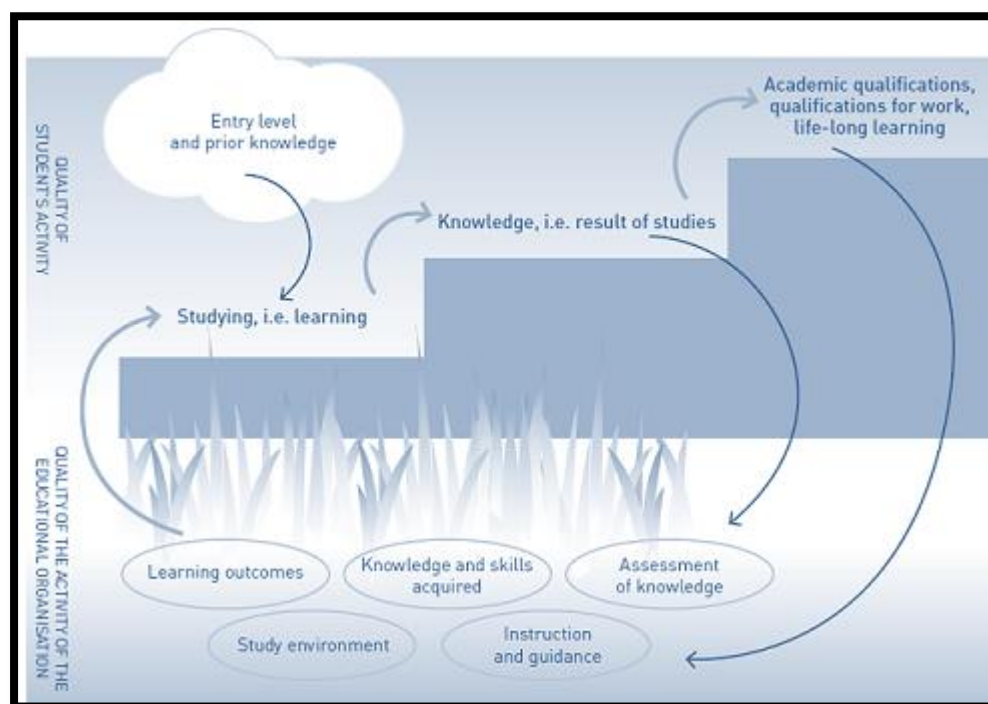 Entry level
and prior knowledge
Academic qualifications,
qualifications for work,
life-long learning
QUALITY OF
STUDENT'S ACTIVITY
Knowledge, i.e. result of studies
Studying, i.e. learning
QUALITY OF THE ACTIVITY OF THE
EDUCATIONAL ORGANISATION
Learning outcomes
Knowledge and skills
acquired
Assessment
of knowledge
Study environment
Instruction
and guidance